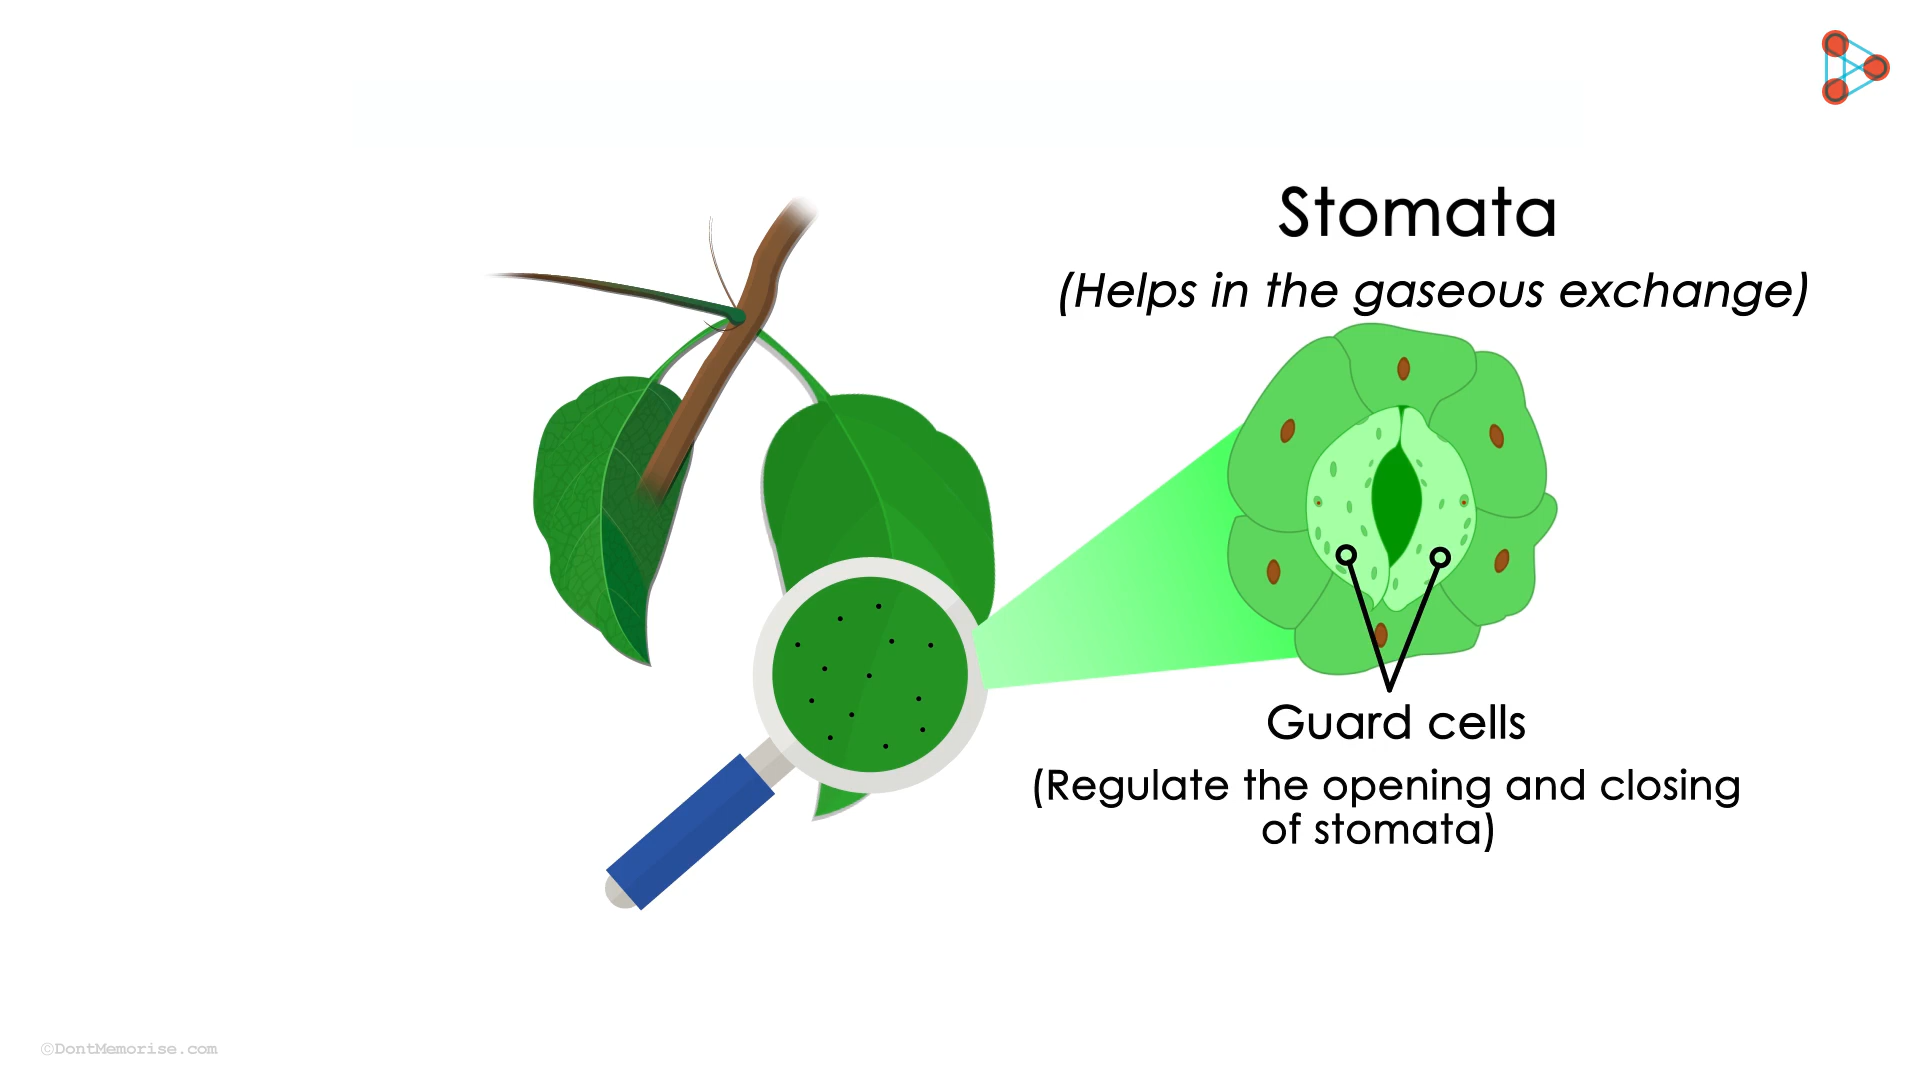 Stomata
(Helps in the gaseous exchange)
Guard cells
(Regulate the opening and closing
of stomata)
©DontMemorise.com